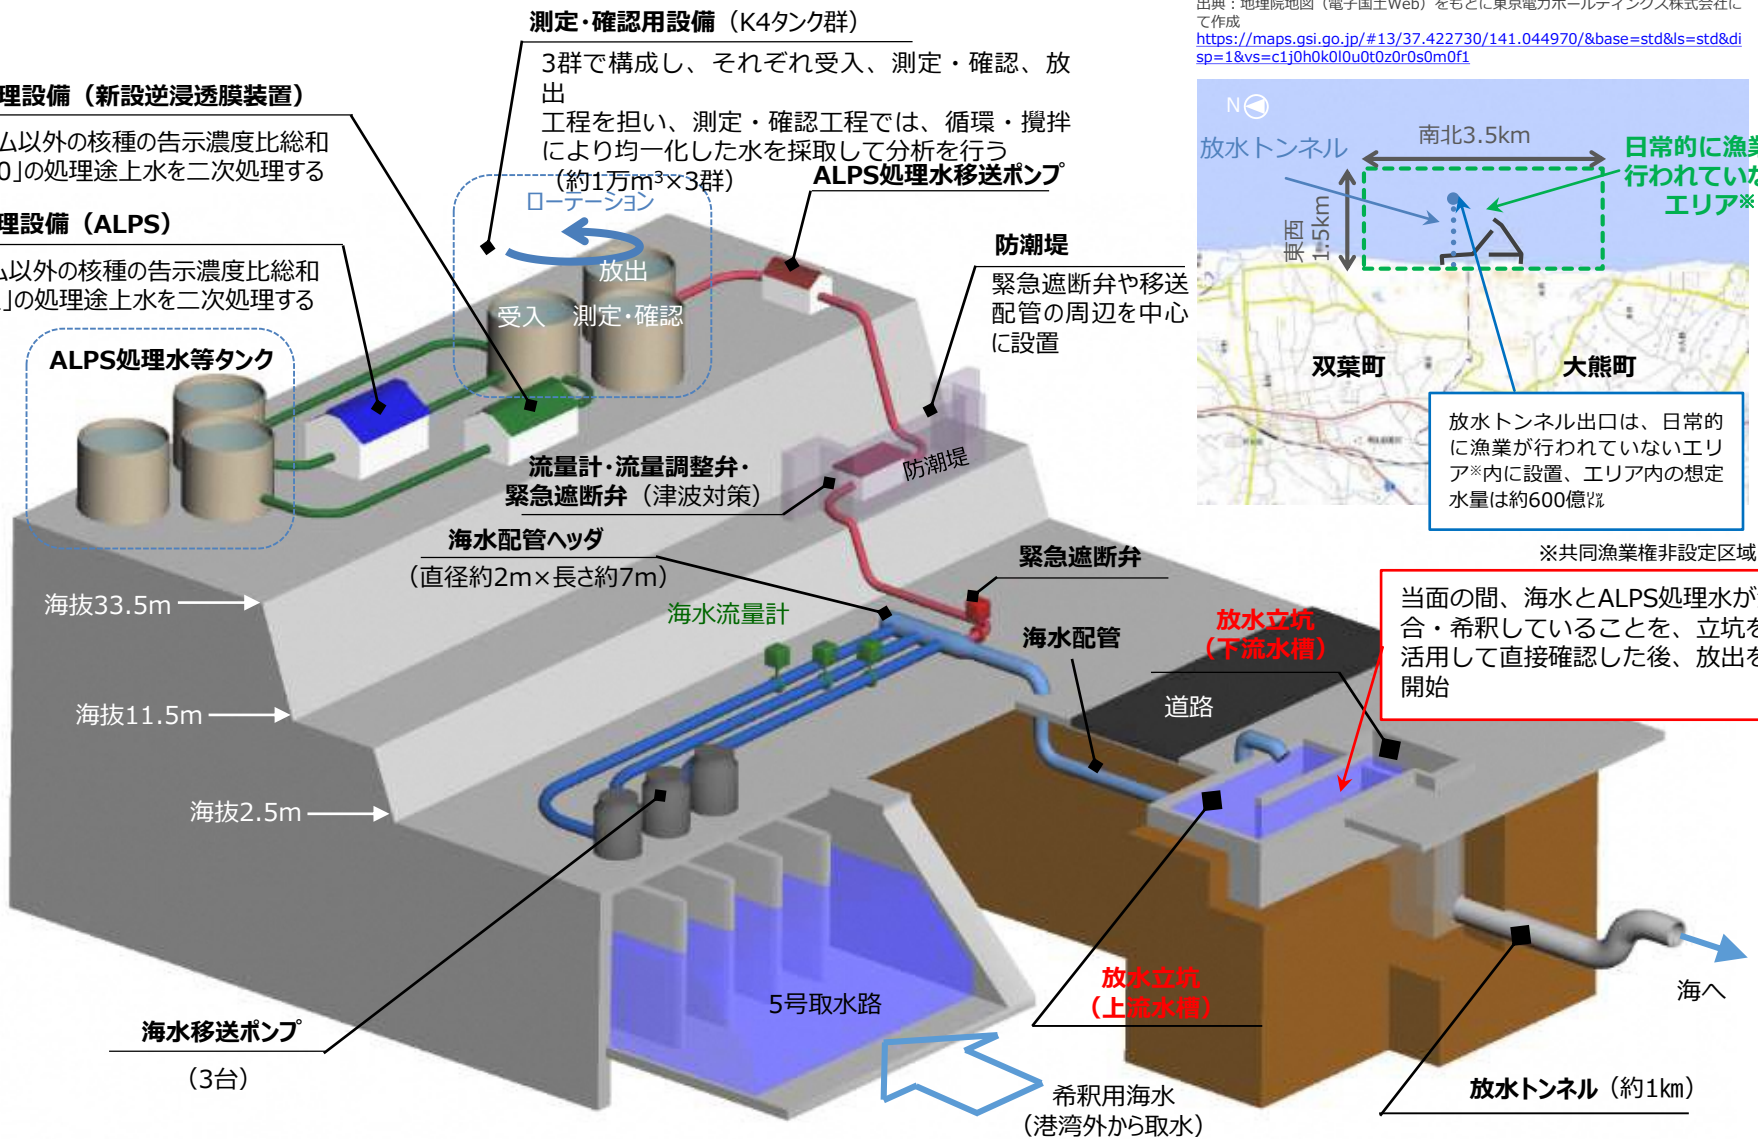 測定・確認用設備（K4タンク群）
3群で構成し、それぞれ受入、測定・確認、放
出
工程を担い、測定・確認工程では、循環・攪拌
により均一化した水を採取して分析を行う
（約1万m³×3群）
出典：地理院地図（電子国土Web）をもとに東京電力ホールディングス株式会社に
て作成
https://maps.gsi.go.jp/#13/37.422730/141.044970/&base=std&ls=std&di
sp=1&vs=c1j0h0k0l0u0t0z0r0s0m0f1
理設備（新設逆浸透膜装置）
ム以外の核種の告示濃度比総和
」の処理途上水を二次処理する
理設備（ALPS）
ム以外の核種の告示濃度比総和
」の処理途上水を二次処理する
ALPS処理水等タンク
ローテーション
放出
受入
測定・確認
ALPS処理水移送ポンプ
防潮堤
緊急遮断弁や移送
配管の周辺を中心
に設置
N
放水トンネル
南北3.5km
東西
1.5km
日常的に漁業
行われていな
エリア※
双葉町
大熊町
放水トンネル出口は、日常的
に漁業が行われていないエリ
ア※内に設置、エリア内の想定
水量は約600億㍑
※共同漁業権非設定区域
流量計・流量調整弁・
緊急遮断弁（津波対策）
防潮堤
海水配管ヘッダ
（直径約2m×長さ約7m）
海水流量計
緊急遮断弁
海水配管
放水立坑
（下流水槽）
当面の間、海水とALPS処理水が
合・希釈していることを、立坑を
活用して直接確認した後、放出を
開始
道路
海抜33.5m
海抜11.5m
海抜2.5m
5号取水路
放水立坑
（上流水槽）
海水移送ポンプ
（3台）
希釈用海水
（港湾外から取水）
海へ
放水トンネル（約1㎞）